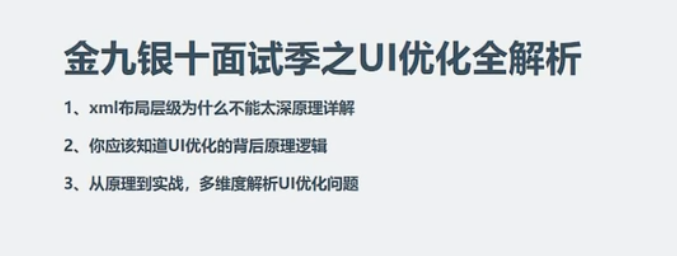 金九银十面试季之UI优化全解析
1、xml布局层级为什么不能太深原理详解
2、你应该知道UI优化的背后原理逻辑
3、从原理到实战，多维度解析UI优化问题